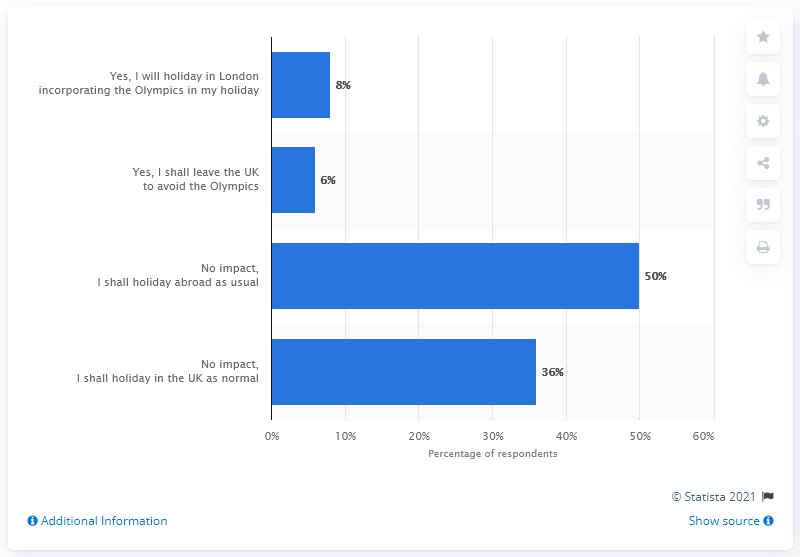 Yes, I will holiday in London
incorporating the Olympics in my holiday
8%
Yes, I shall leave the UK
to avoid the Olympics
6%
No impact,
I shall holiday abroad as usual
50%
No impact,
I shall holiday in the UK as normal
36%
0% 10% 20% 30% 40% 50% 60%
Percentage of respondents
© Statista 2021
Additional Information
Show source